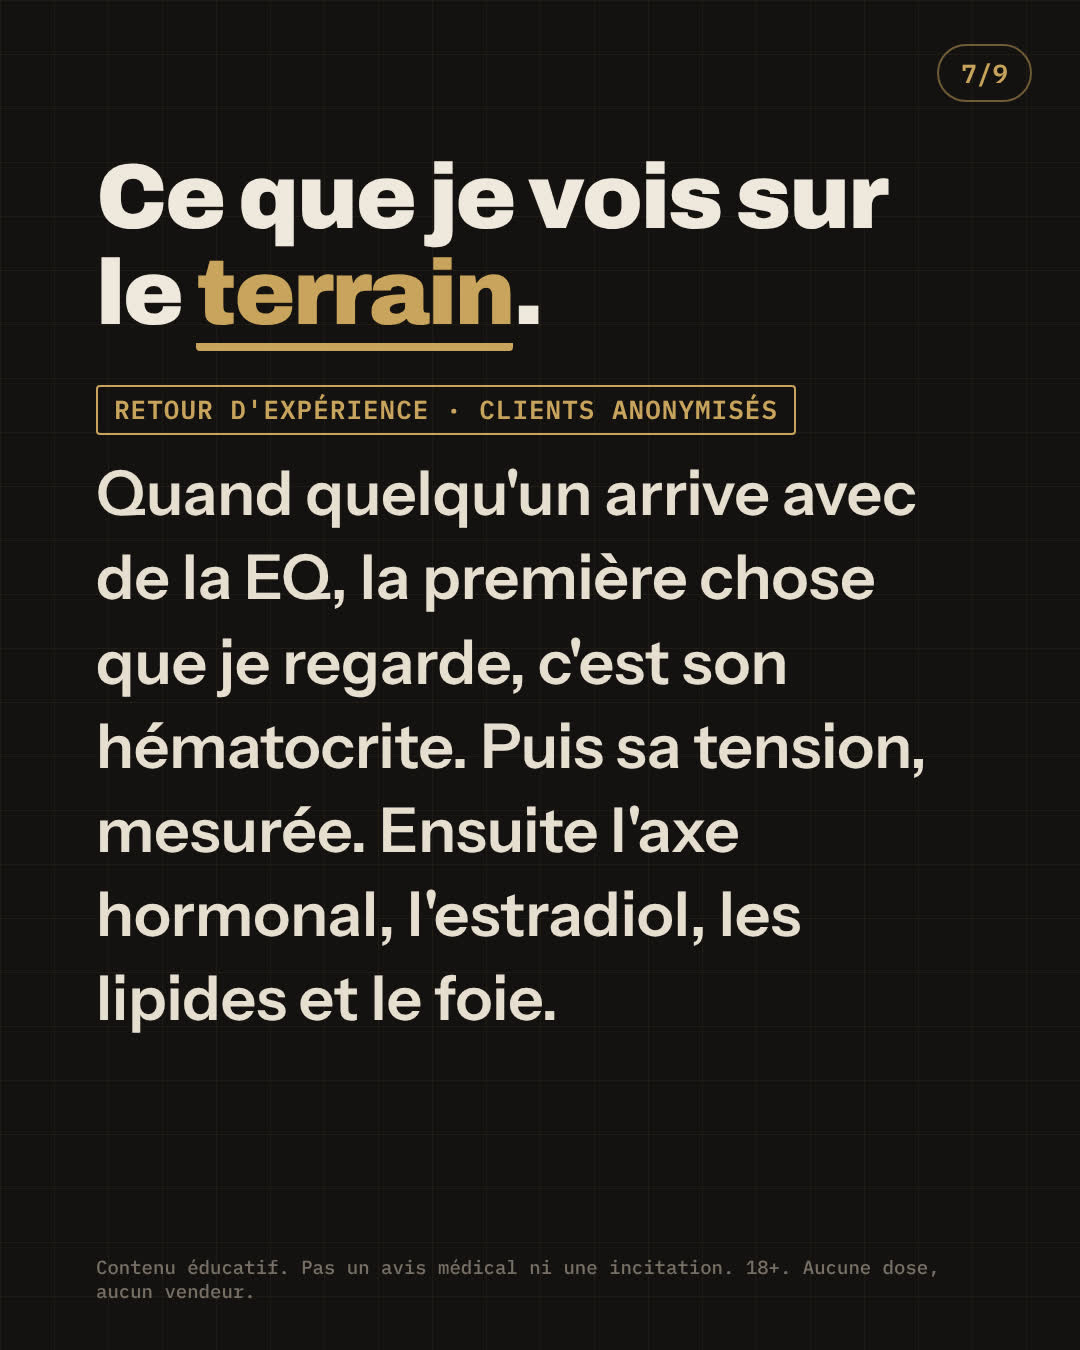 7/9
Ce que je vois sur
le terrain.
RETOUR D'EXPÉRIENCE · CLIENTS ANONYMISÉS
Quand quelqu'un arrive avec
de la EQ, la première chose
que je regarde, c'est son
hématocrite. Puis sa tension,
mesurée. Ensuite l'axe
hormonal, l'estradiol, les
lipides et le foie.
Contenu éducatif. Pas un avis médical ni une incitation. 18+. Aucune dose,
aucun vendeur.